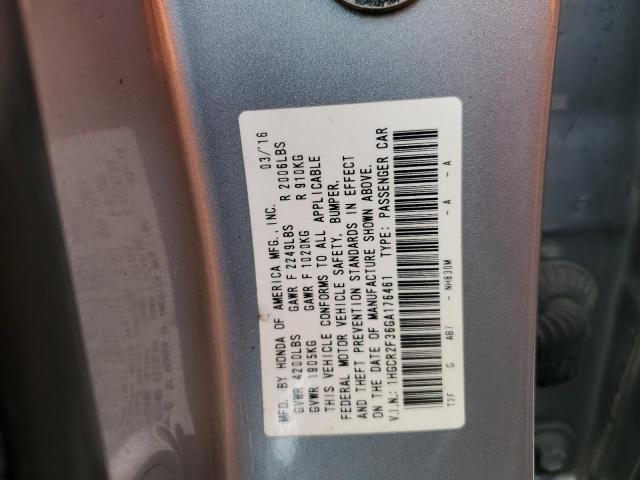 MFD. BY HONDA OF AMERICA MFG., INC. 03/16
GVWR 4200LBS GAWR F 2249LBS R 2006LBS
GVWR 1905KG GAWR F 1020KG R 910KG
THIS VEHICLE CONFORMS TO ALL APPLICABLE
FEDERAL MOTOR VEHICLE SAFETY, BUMPER,
AND THEFT PREVENTION STANDARDS IN EFFECT
ON THE DATE OF MANUFACTURE SHOWN ABOVE.
V.I.N.: 1HGCR2F36GA176461 TYPE: PASSENGER CAR
T2F G AB7 - NH830M - A - A